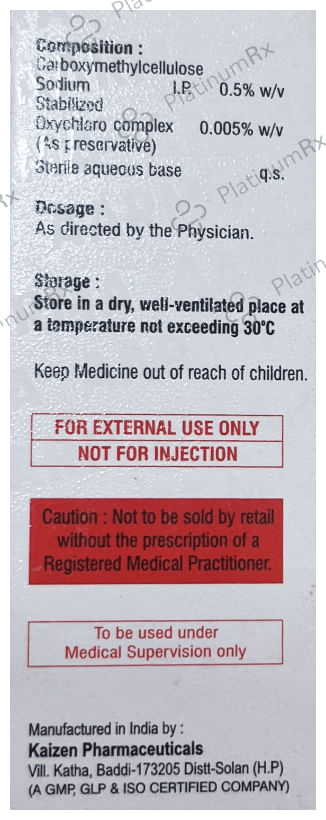 Composition :
Carboxymethylcellulose
Sodium I.P. 0.5% w/v
Stabilized
Oxychloro complex 0.005% w/v
(As preservative)
Sterile aqueous base q.s.
Dosage :
As directed by the Physician.
Storage :
Store in a dry, well-ventilated place at
a temperature not exceeding 30°C
Keep Medicine out of reach of children.
FOR EXTERNAL USE ONLY
NOT FOR INJECTION
Caution : Not to be sold by retail
without the prescription of a
Registered Medical Practitioner.
To be used under
Medical Supervision only
Manufactured in India by :
Kaizen Pharmaceuticals
Vill. Katha, Baddi-173205 Distt-Solan (H.P)
(A GMP, GLP & ISO CERTIFIED COMPANY)
PlatinumRx
PlatinumRx